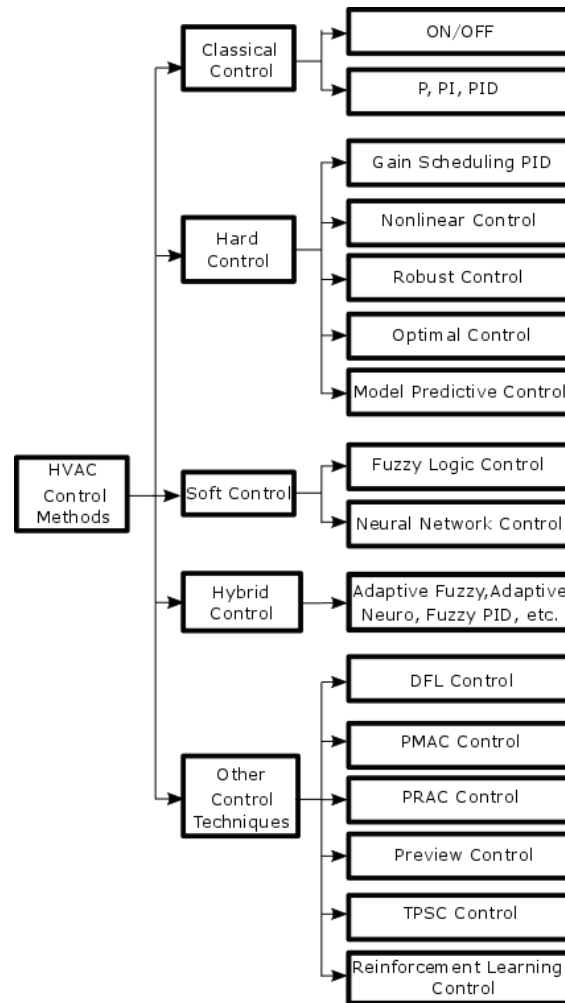 HVAC
Control
Methods
Classical
Control
ON/OFF
P, PI, PID
Hard
Control
Gain Scheduling PID
Nonlinear Control
Robust Control
Optimal Control
Model Predictive Control
Soft Control
Fuzzy Logic Control
Neural Network Control
Hybrid
Control
Adaptive Fuzzy,Adaptive
Neuro, Fuzzy PID, etc.
Other
Control
Techniques
DFL Control
PMAC Control
PRAC Control
Preview Control
TPSC Control
Reinforcement Learning
Control